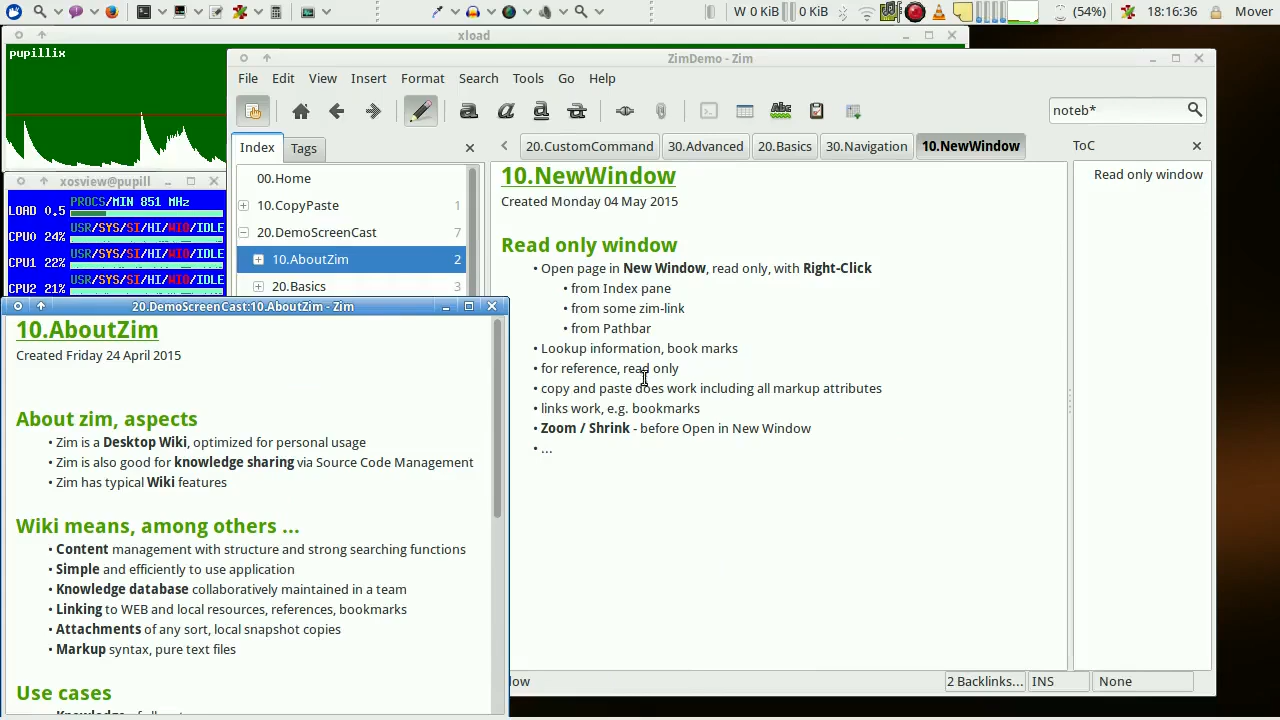 W 0 KiB 0 KiB (54%) 18:16:36 Mover
xload
pupillix
ZimDemo - Zim
File Edit View Insert Format Search Tools Go Help
noteb*
Index Tags
20.CustomCommand 30.Advanced 20.Basics 30.Navigation 10.NewWindow
ToC
Read only window
00.Home
10.CopyPaste 1
20.DemoScreenCast 7
10.AboutZim 2
20.Basics 3
xosview@pupill
PROCS/MIN 851 MHz
LOAD 0.5
USR/SYS/SI/HI/WIO/IDLE
CPU0 24%
USR/SYS/SI/HI/WIO/IDLE
CPU1 22%
USR/SYS/SI/HI/WIO/IDLE
CPU2 21%
10.NewWindow
Created Monday 04 May 2015
Read only window
• Open page in New Window, read only, with Right-Click
• from Index pane
• from some zim-link
• from Pathbar
• Lookup information, book marks
• for reference, read only
• copy and paste does work including all markup attributes
• links work, e.g. bookmarks
• Zoom / Shrink - before Open in New Window
• ...
20.DemoScreenCast:10.AboutZim - Zim
10.AboutZim
Created Friday 24 April 2015
About zim, aspects
• Zim is a Desktop Wiki, optimized for personal usage
• Zim is also good for knowledge sharing via Source Code Management
• Zim has typical Wiki features
Wiki means, among others ...
• Content management with structure and strong searching functions
• Simple and efficiently to use application
• Knowledge database collaboratively maintained in a team
• Linking to WEB and local resources, references, bookmarks
• Attachments of any sort, local snapshot copies
• Markup syntax, pure text files
Use cases
low
2 Backlinks... INS None